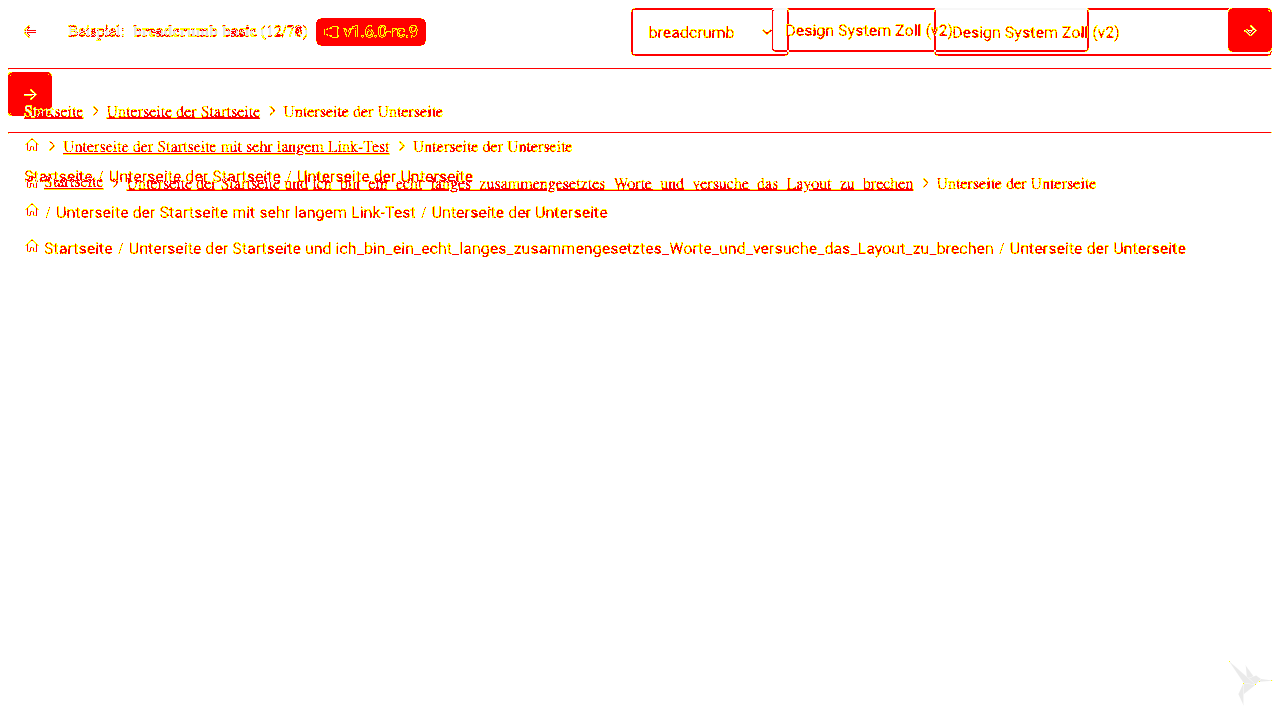 Beispiel: breadcrumb basic (12/78) v1.6.0-rc.9 breadcrumb Design System Zoll (v2) Design System Zoll (v2)
Startseite Unterseite der Startseite Unterseite der Unterseite
Unterseite der Startseite mit sehr langem Link-Test Unterseite der Unterseite
Startseite / Unterseite der Startseite / Unterseite der Unterseite
Startseite Unterseite der Startseite und ich_bin_ein_echt_langes_zusammengesetztes_Worte_und_versuche_das_Layout_zu_brechen Unterseite der Unterseite
/ Unterseite der Startseite mit sehr langem Link-Test / Unterseite der Unterseite
Startseite / Unterseite der Startseite und ich_bin_ein_echt_langes_zusammengesetztes_Worte_und_versuche_das_Layout_zu_brechen / Unterseite der Unterseite